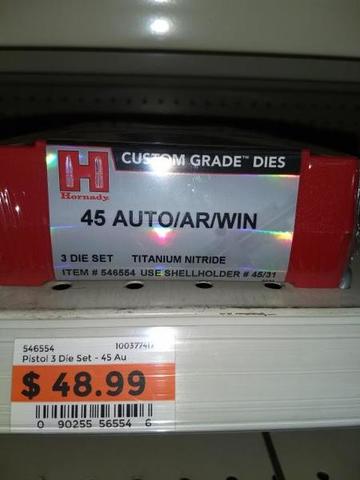 CUSTOM GRADE™ DIES
H
Hornady
45 AUTO/AR/WIN
3 DIE SET TITANIUM NITRIDE
ITEM # 546554 USE SHELLHOLDER # 45/31
546554
Pistol 3 Die Set - 45 Au
$ 48.99
0 90255 56554 6